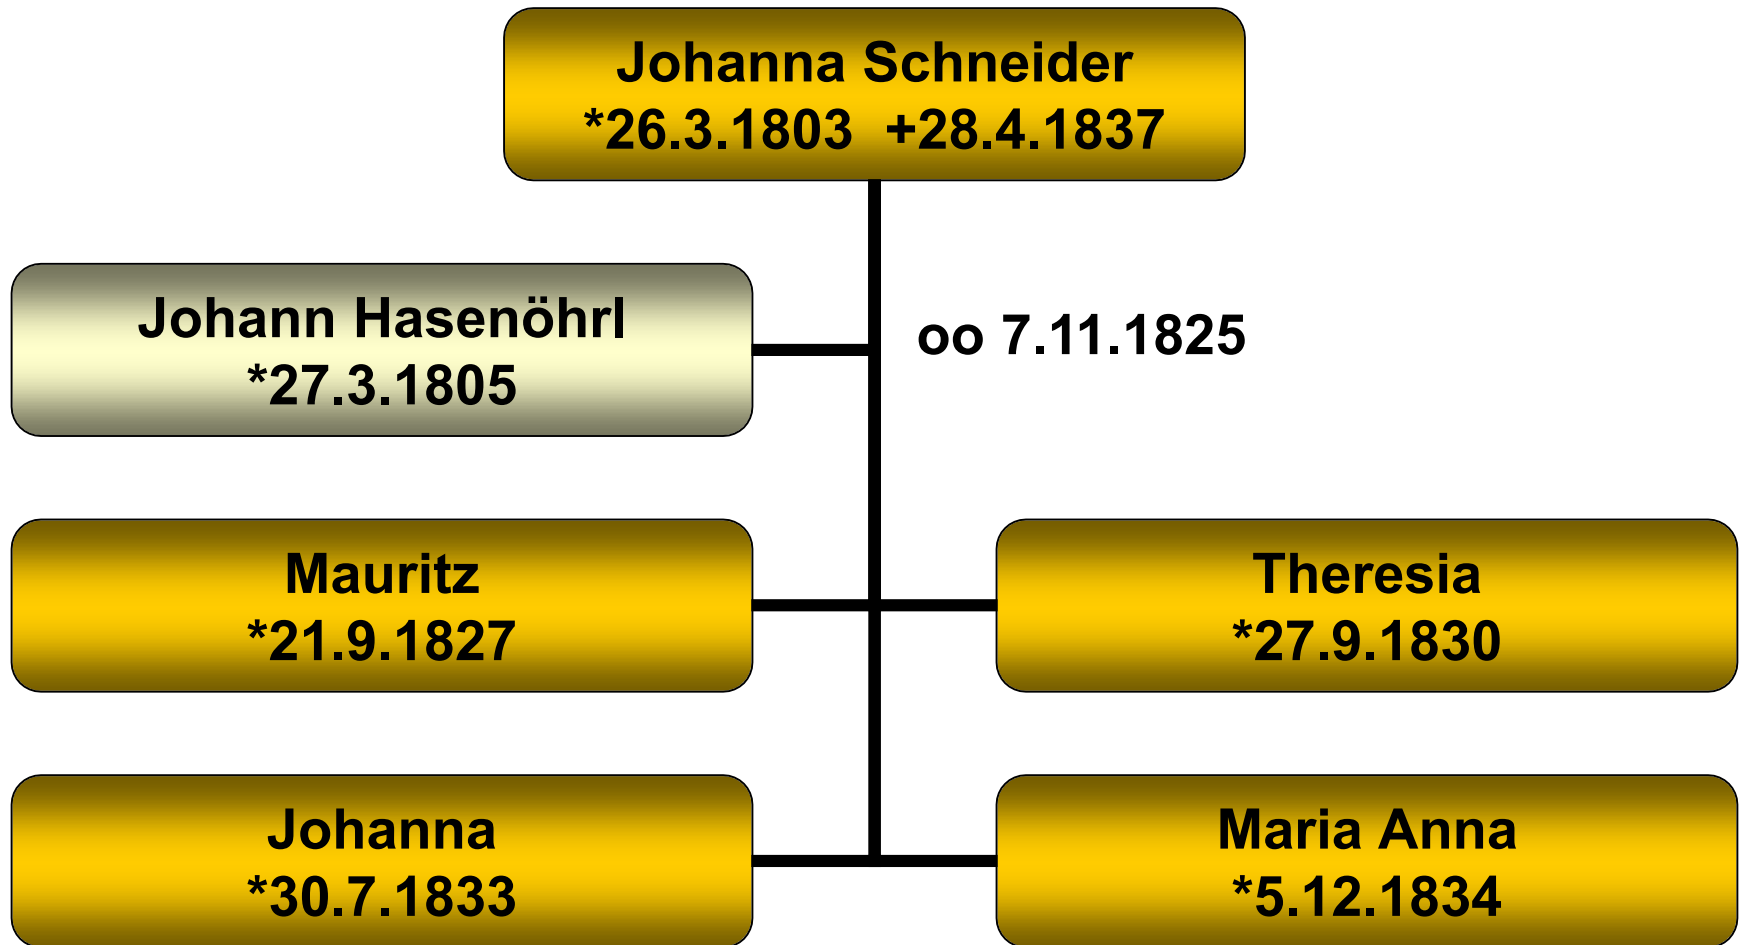 Johanna Schneider
*26.3.1803 +28.4.1837
Johann Hasenöhrl
*27.3.1805
oo 7.11.1825
Mauritz
*21.9.1827
Theresia
*27.9.1830
Johanna
*30.7.1833
Maria Anna
*5.12.1834